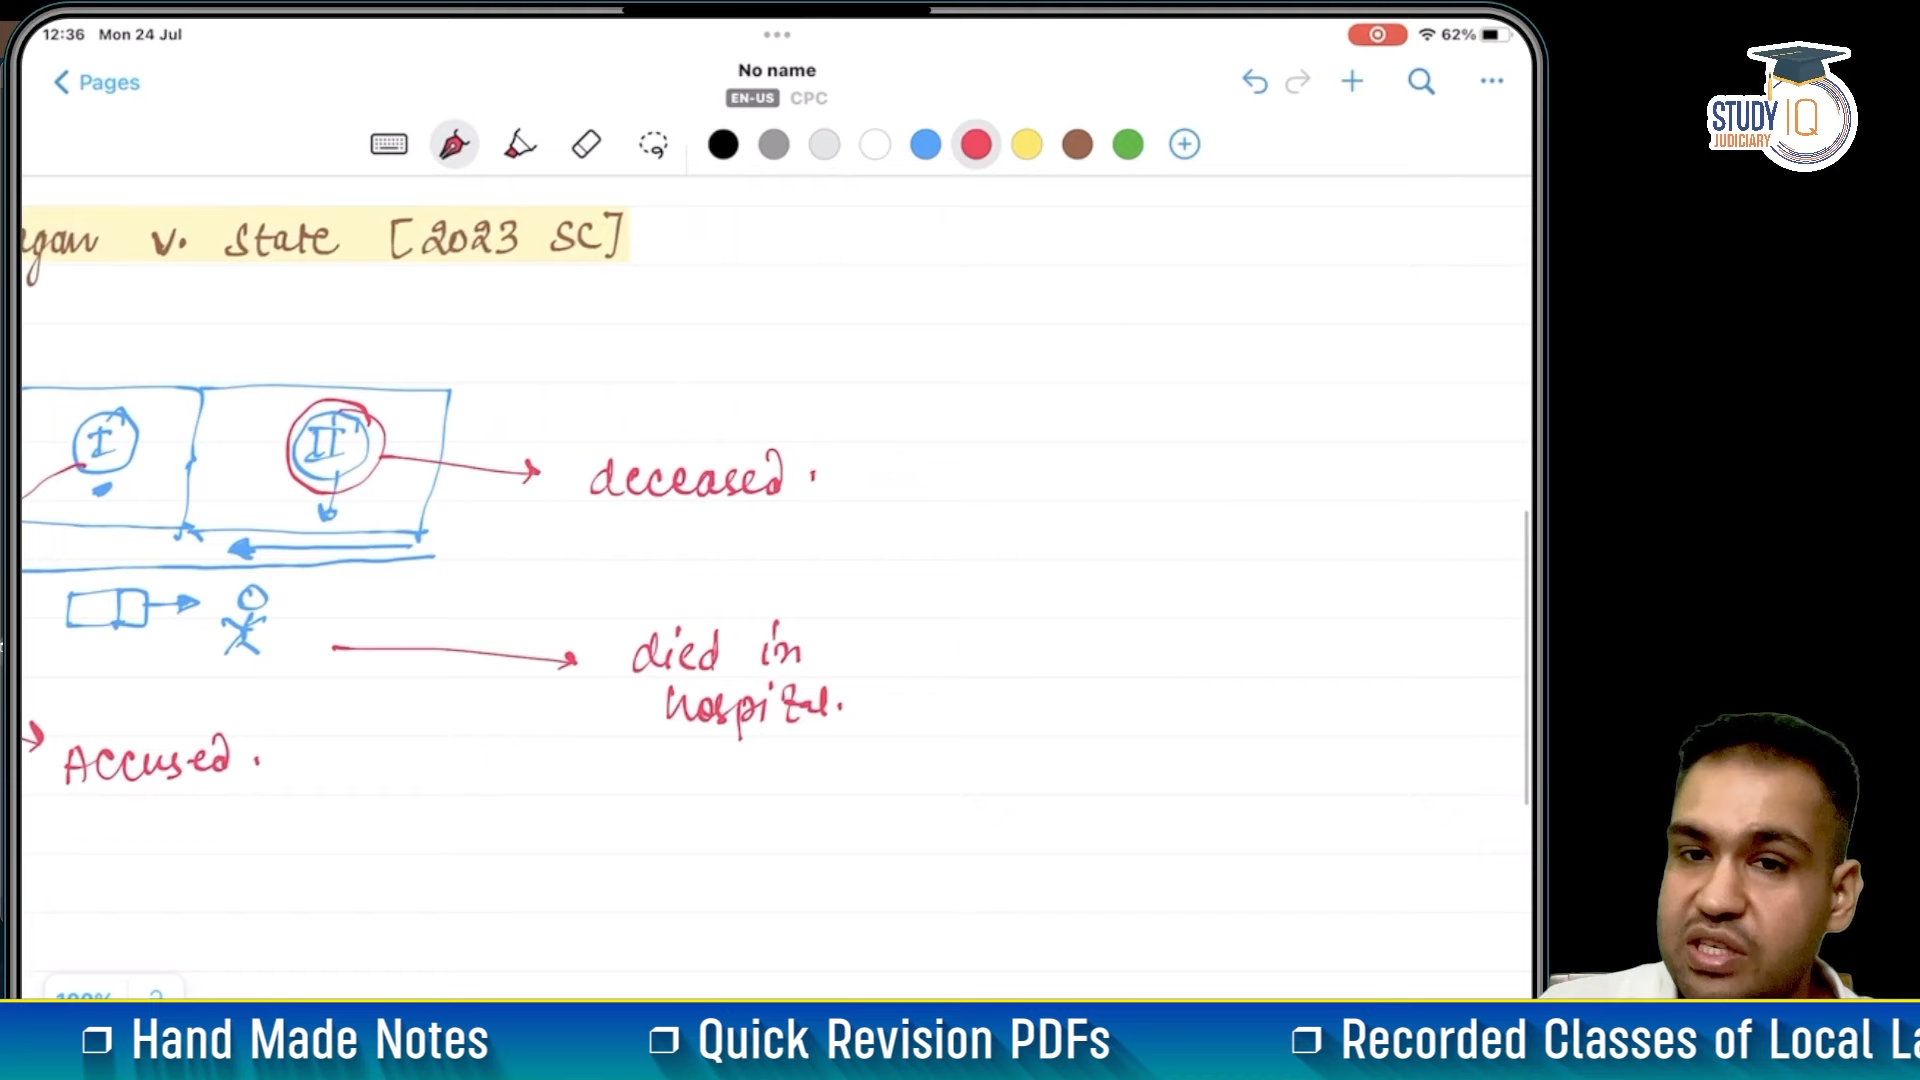 12:36 Mon 24 Jul
62%
Pages
No name
EN-US CPC
STUDY IQ
JUDICIARY
v. State [2023 SC]
I
II
deceased.
died in
hospital.
Accused.
100%
Hand Made Notes
Quick Revision PDFs
Recorded Classes of Local La